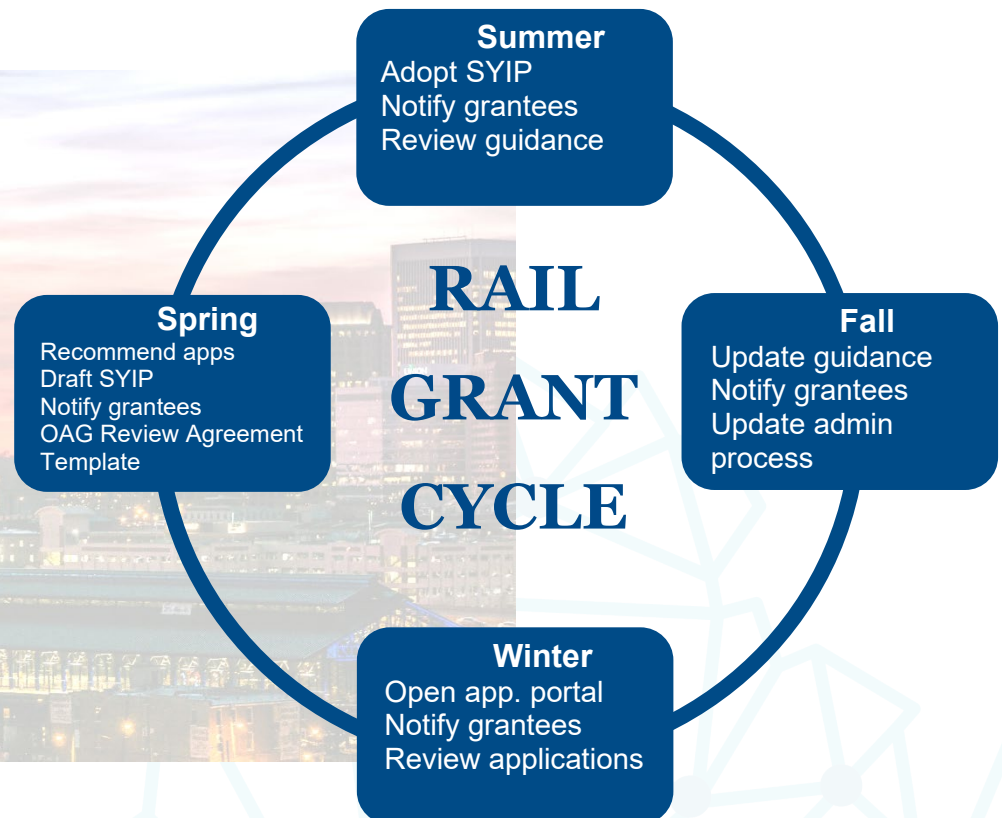 Summer
Adopt SYIP
Notify grantees
Review guidance
RAIL
GRANT
CYCLE
Spring
Recommend apps
Draft SYIP
Notify grantees
OAG Review Agreement
Template
Fall
Update guidance
Notify grantees
Update admin
process
Winter
Open app. portal
Notify grantees
Review applications